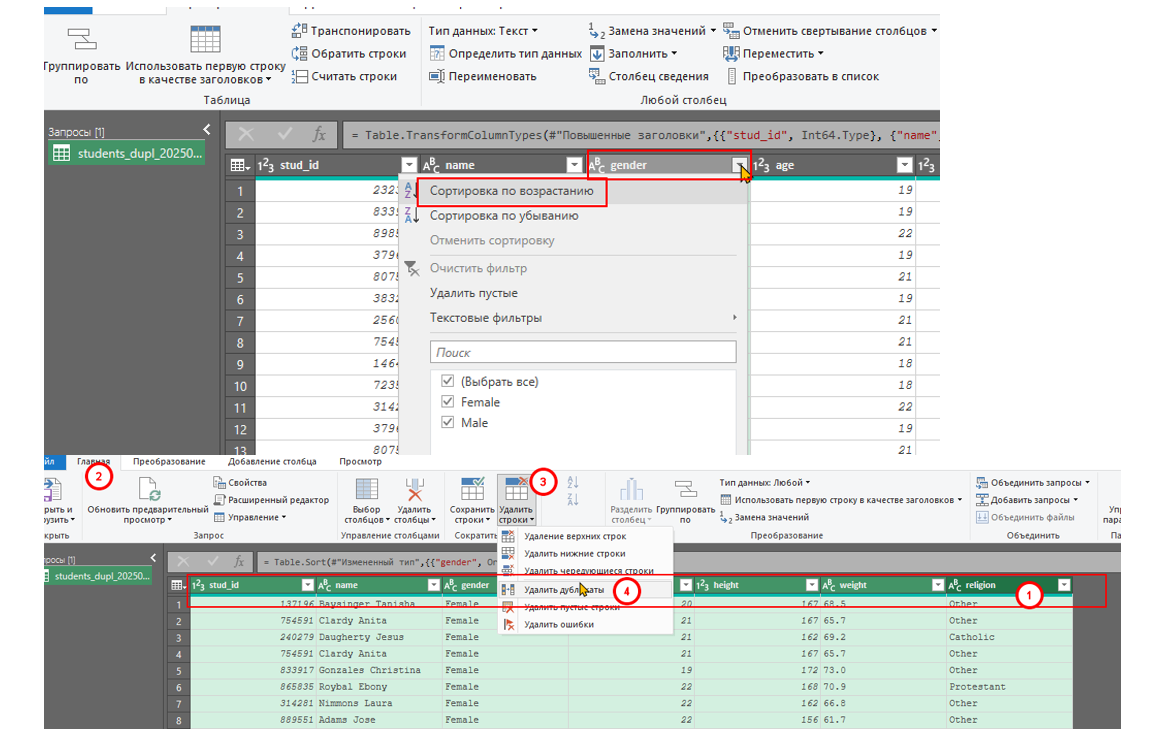 Транспонировать Тип данных: Текст Замена значений Отменить свертывание столбцов
Группировать по Использовать первую строку в качестве заголовков Обратить строки Определить тип данных Заполнить Переместить
Считать строки Переименовать Столбец сведения Преобразовать в список
Таблица Любой столбец
Запросы [1] fx = Table.TransformColumnTypes(#"Повышенные заголовки",{{"stud_id", Int64.Type}, {"name",
students_dupl_20250...
stud_id name gender age
1 2323 19
2 8339 19
3 8985 22
4 3796 19
5 8075 21
6 3832 19
7 2560 21
8 7545 21
9 1464 18
10 7235 18
11 3142 22
12 3796 19
13 8075 21
Сортировка по возрастанию
Сортировка по убыванию
Отменить сортировку
Очистить фильтр
Удалить пустые
Текстовые фильтры
Поиск
(Выбрать все)
Female
Male
йл Главная Преобразование Добавление столбца Просмотр
2
3
рыть и узить Обновить предварительный просмотр Свойства
Расширенный редактор
Управление
Выбор столбцов Удалить столбцы Сохранить строки Удалить строки Разделить столбец Группировать по
Тип данных: Любой
Использовать первую строку в качестве заголовков
Замена значений
Объединить запросы
Добавить запросы
Объединить файлы
крыть Запрос Управление столбцами Сократить Преобразование Объединить
Удаление верхних строк
Удалить нижние строки
Удалить чередующиеся строки
Удалить дубликаты
4
Удалить пустые строки
Удалить ошибки
просы [1] fx = Table.Sort(#"Измененный тип",{{"gender", Or
students_dupl_20250...
stud_id name gender height weight religion
1
1 137196 Baysinger Tanisha Female 20 167 68.5 Other
2 754591 Clardy Anita Female 21 167 65.7 Other
3 240279 Daugherty Jesus Female 21 162 69.2 Catholic
4 754591 Clardy Anita Female 21 167 65.7 Other
5 833917 Gonzales Christina Female 19 172 73.0 Other
6 865835 Roybal Ebony Female 22 168 70.9 Protestant
7 314281 Nimmons Laura Female 22 162 66.8 Other
8 889551 Adams Jose Female 22 156 61.7 Other